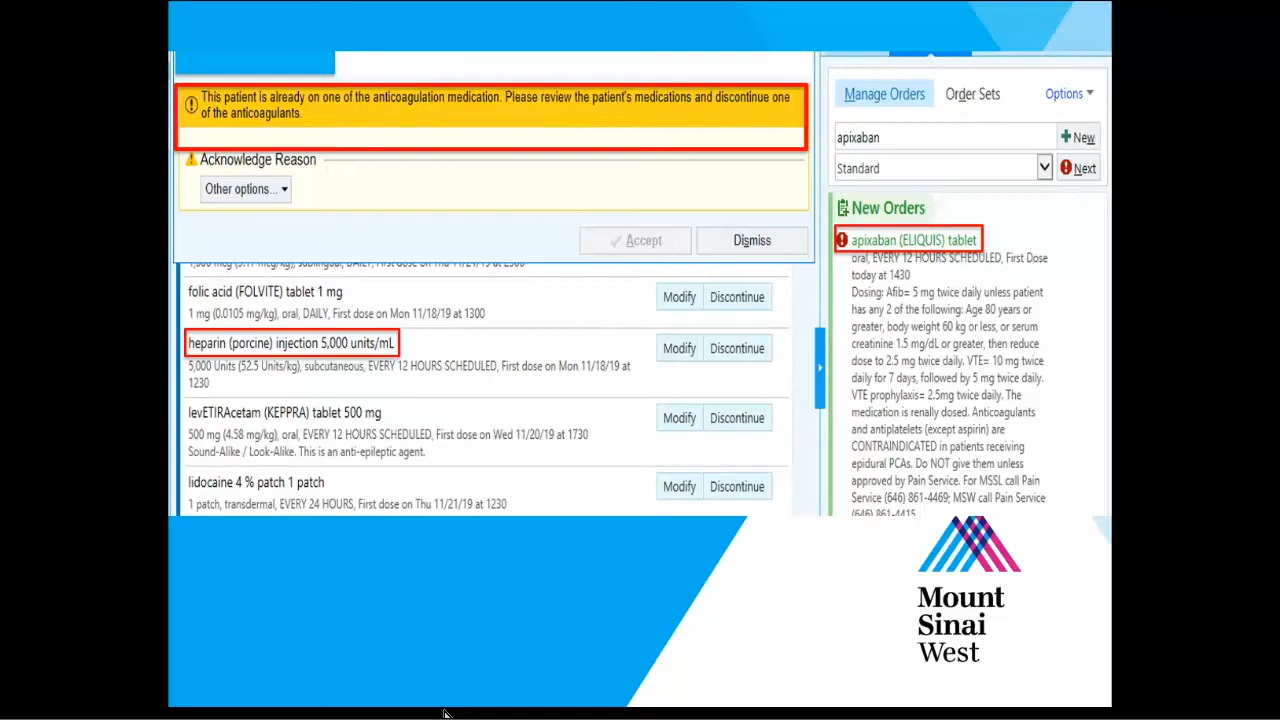 This patient is already on one of the anticoagulation medication. Please review the patient's medications and discontinue one
of the anticoagulants.
Acknowledge Reason
Other options...
Accept
Dismiss
DAILY, First dose on Thu 11/21/19 at 2300
folic acid (FOLVITE) tablet 1 mg
1 mg (0.0105 mg/kg), oral, DAILY, First dose on Mon 11/18/19 at 1300
Modify Discontinue
heparin (porcine) injection 5,000 units/mL
5,000 Units (52.5 Units/kg), subcutaneous, EVERY 12 HOURS SCHEDULED, First dose on Mon 11/18/19 at
1230
Modify Discontinue
levETIRAcetam (KEPPRA) tablet 500 mg
500 mg (4.58 mg/kg), oral, EVERY 12 HOURS SCHEDULED, First dose on Wed 11/20/19 at 1730
Sound-Alike / Look-Alike. This is an anti-epileptic agent.
Modify Discontinue
lidocaine 4 % patch 1 patch
1 patch, transdermal, EVERY 24 HOURS, First dose on Thu 11/21/19 at 1230
Modify Discontinue
Manage Orders Order Sets Options
apixaban New
Standard Next
New Orders
apixaban (ELIQUIS) tablet
oral, EVERY 12 HOURS SCHEDULED, First Dose
today at 1430
Dosing: Afib= 5 mg twice daily unless patient
has any 2 of the following: Age 80 years or
greater, body weight 60 kg or less, or serum
creatinine 1.5 mg/dL or greater, then reduce
dose to 2.5 mg twice daily. VTE= 10 mg twice
daily for 7 days, followed by 5 mg twice daily.
VTE prophylaxis= 2.5mg twice daily. The
medication is renally dosed. Anticoagulants
and antiplatelets (except aspirin) are
CONTRAINDICATED in patients receiving
epidural PCAs. Do NOT give them unless
approved by Pain Service. For MSSL call Pain
Service (646) 861-4469; MSW call Pain Service
(646) 861-4415
Mount
Sinai
West